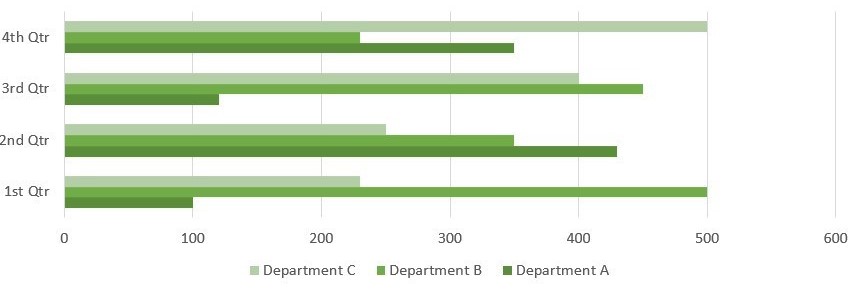 4th Qtr
3rd Qtr
2nd Qtr
1st Qtr
0 100 200 300 400 500 600
Department C Department B Department A